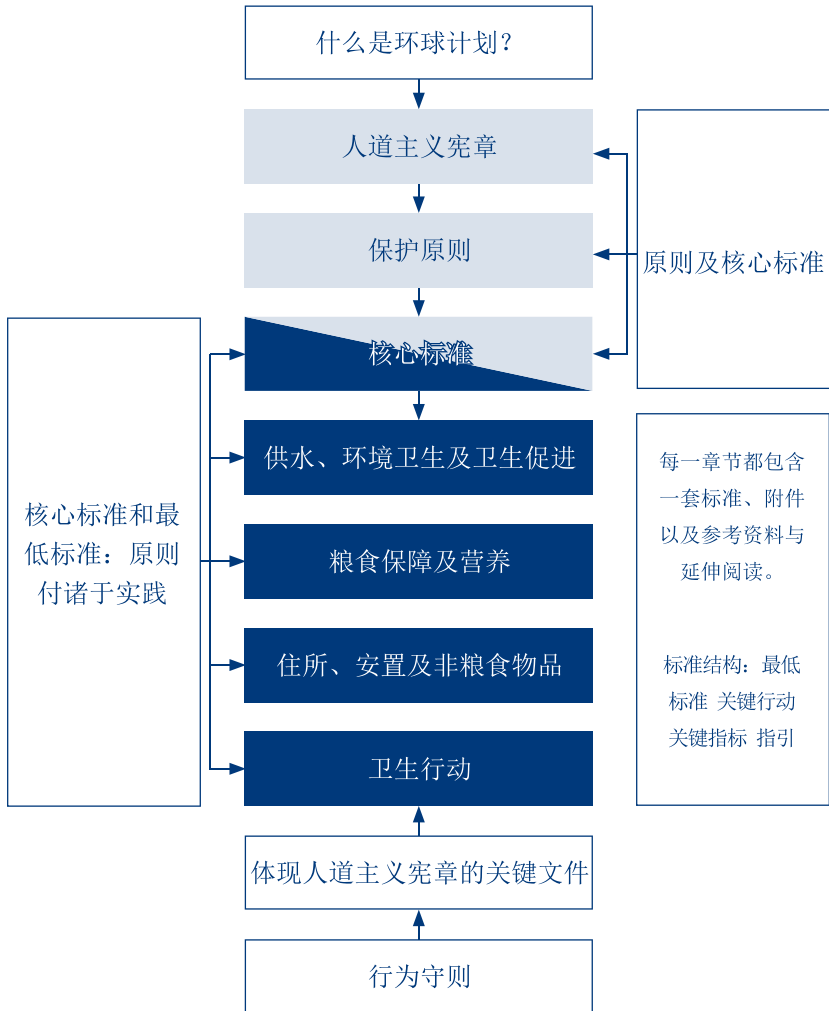 什么是环球计划？
人道主义宪章
保护原则
原则及核心标准
核心标准
供水、环境卫生及卫生促进
粮食保障及营养
住所、安置及非粮食物品
卫生行动
核心标准和最
低标准：原则
付诸于实践
每一章节都包含
一套标准、附件
以及参考资料与
延伸阅读。
标准结构：最低
标准 关键行动
关键指标 指引
体现人道主义宪章的关键文件
行为守则